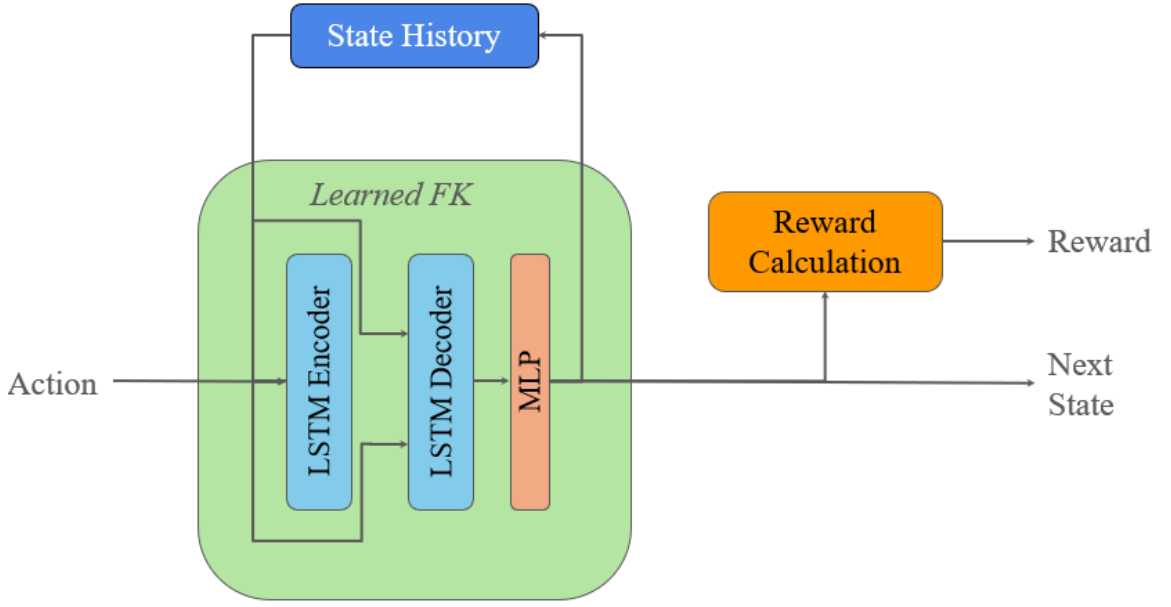 State History
Learned FK
Reward
Calculation
Reward
LSTM Encoder
LSTM Decoder
MLP
Action
Next
State